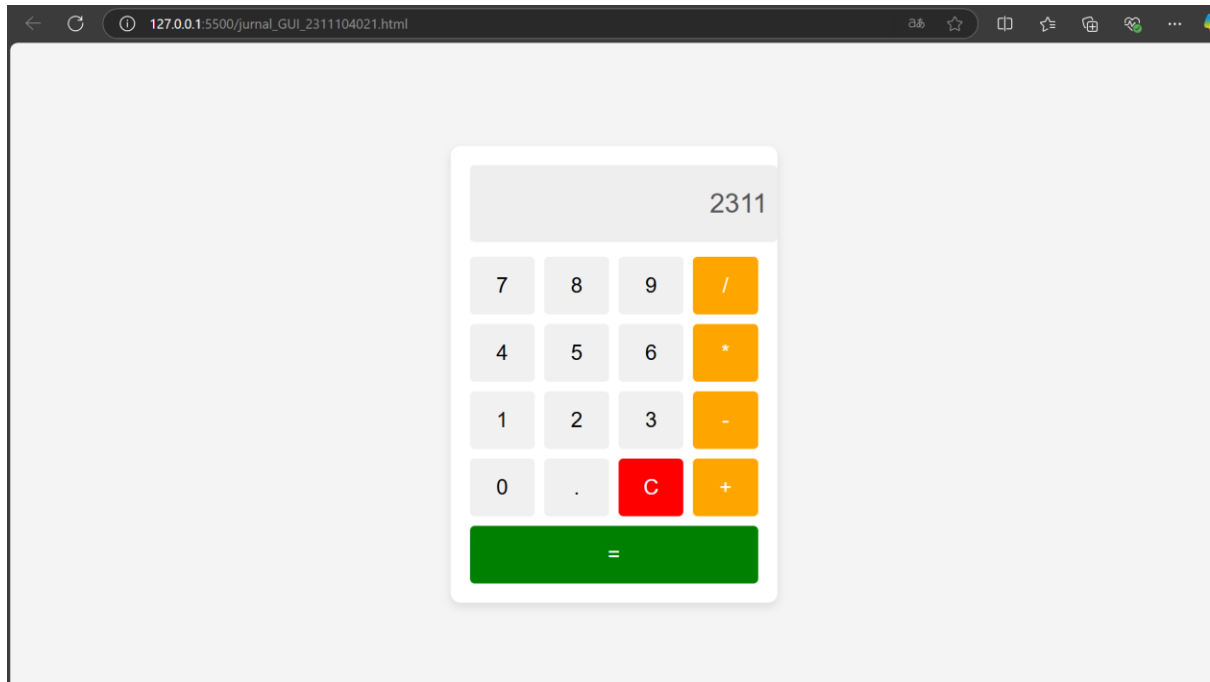 127.0.0.1:5500/jurnal_GUI_2311104021.html
2311
7 8 9 /
4 5 6 *
1 2 3 -
0 . C +
=